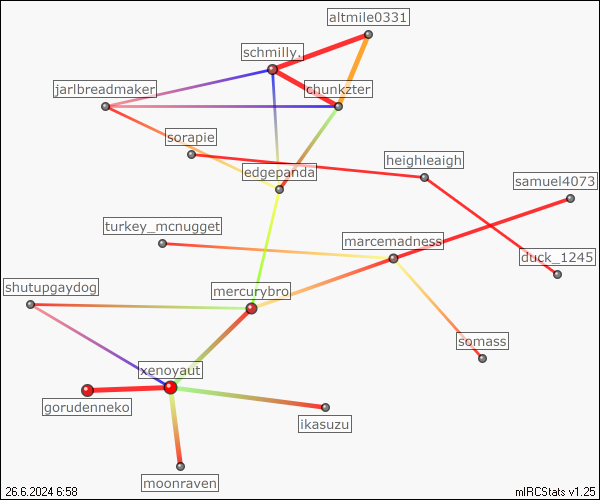 altmile0331
schmilly.
jarlbreadmaker
chunkzter
sorapie
heighleaigh
edgepanda
samuel4073
turkey_mcnugget
marcemadness
duck_1245
shutupgaydog
mercurybro
somass
xenoyaut
gorudenneko
ikasuzu
moonraven
26.6.2024 6:58
mIRCStats v1.25